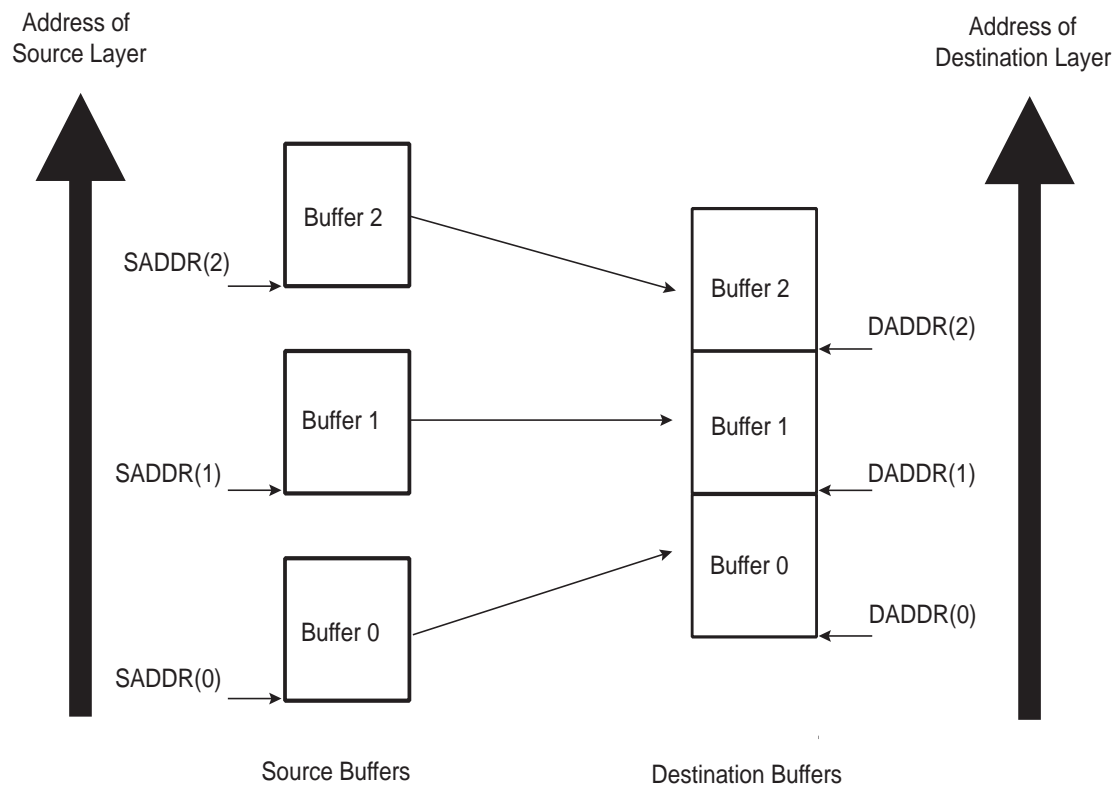 Address of
Source Layer
Address of
Destination Layer
Buffer 2
SADDR(2)
Buffer 2
DADDR(2)
Buffer 1
Buffer 1
SADDR(1)
DADDR(1)
Buffer 0
Buffer 0
DADDR(0)
SADDR(0)
Source Buffers
Destination Buffers